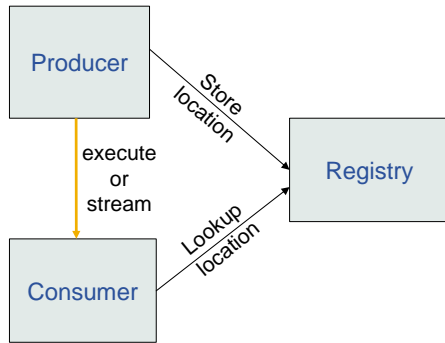 Producer
Store
location
execute
or
stream
Registry
Lookup
location
Consumer